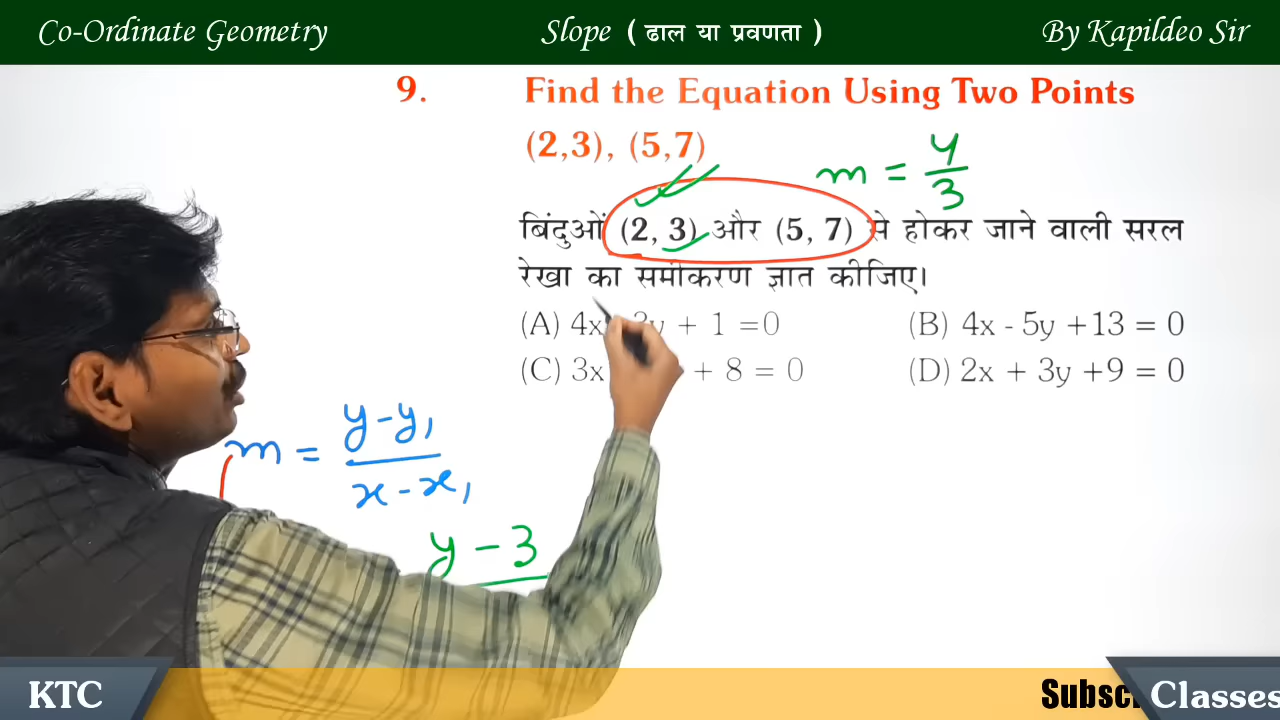 Co-Ordinate Geometry
Slope ( ढाल या प्रवणता )
By Kapildeo Sir
9. Find the Equation Using Two Points
(2,3), (5,7)
m = 4/3
बिंदुओं (2, 3) और (5, 7) से होकर जाने वाली सरल
रेखा का समीकरण ज्ञात कीजिए।
(A) 4x + 1 =0
(B) 4x - 5y +13 = 0
(C) 3x + 8 = 0
(D) 2x + 3y +9 = 0
m = y-y₁
x-x₁
y-3
KTC
Classes